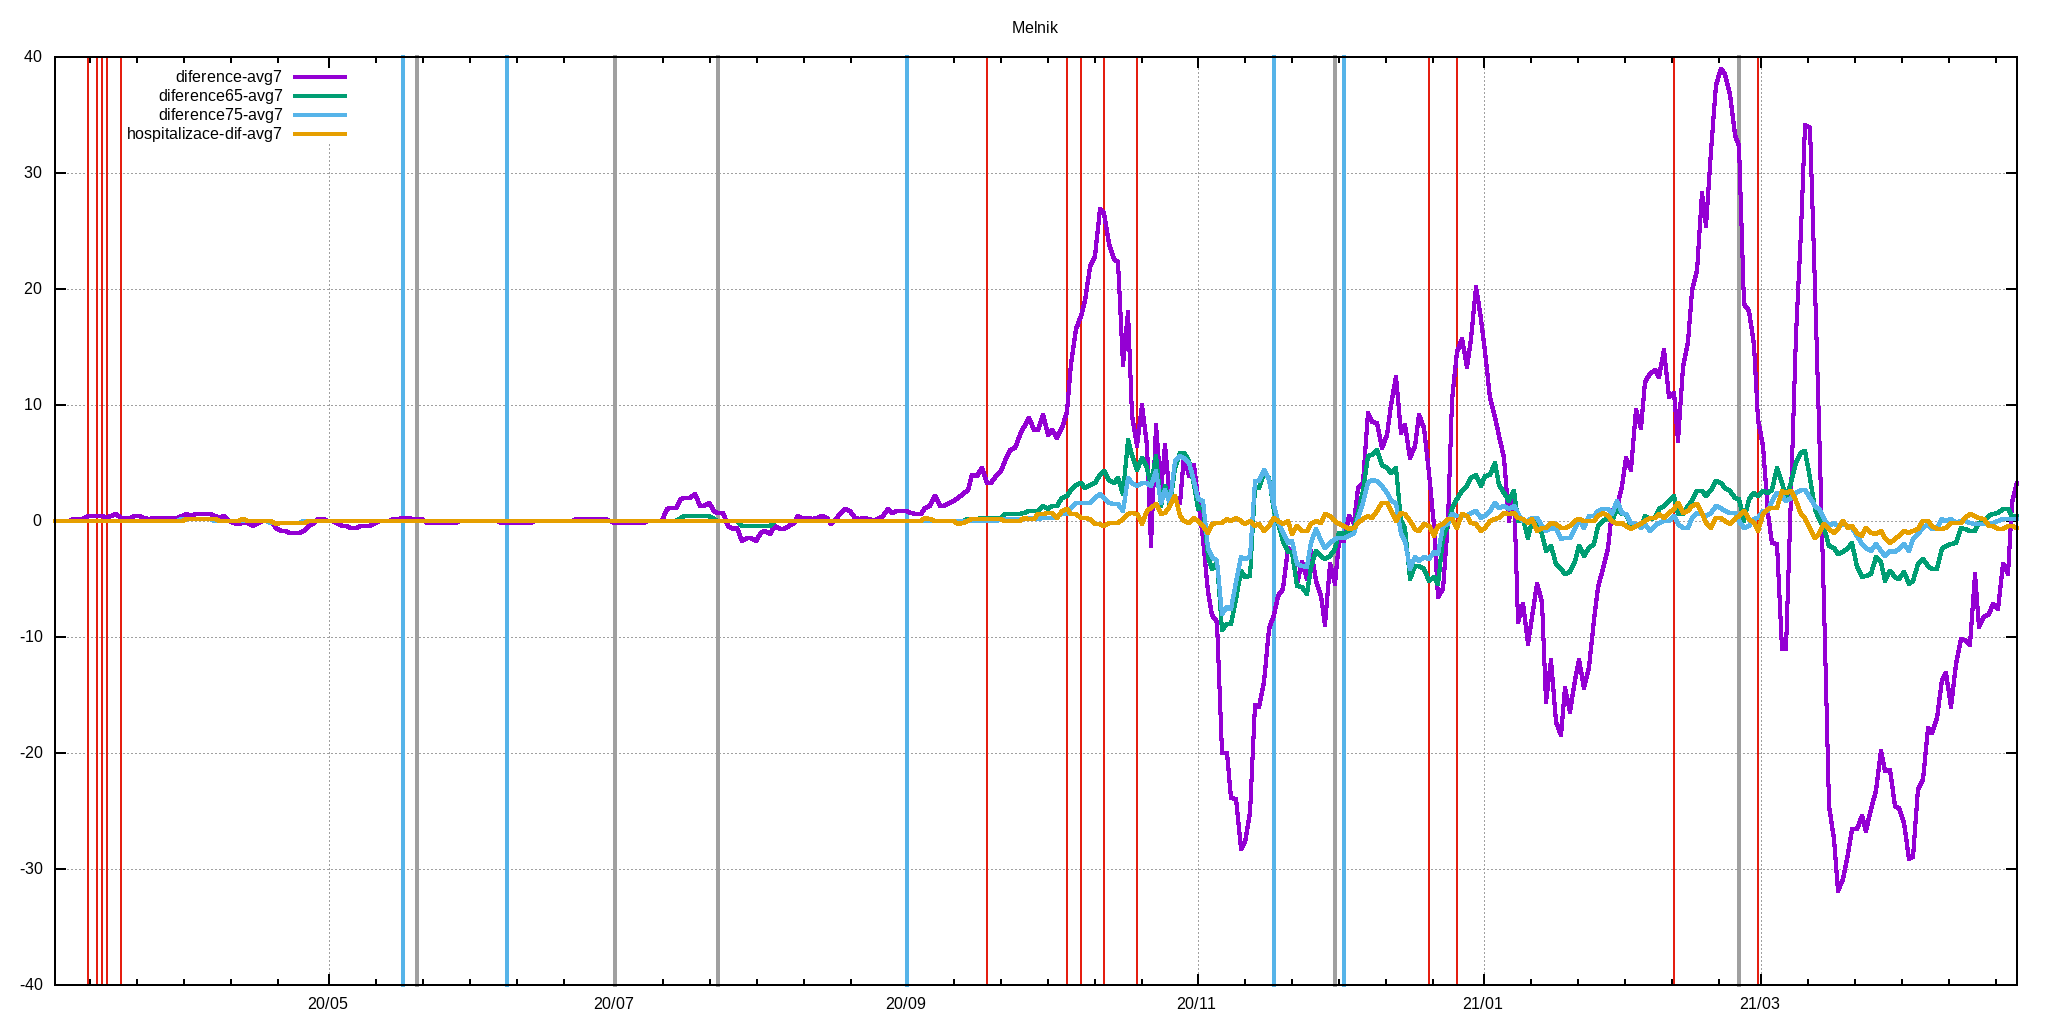 Melnik
diference-avg7
diference65-avg7
diference75-avg7
hospitalizace-dif-avg7
40
30
20
10
0
-10
-20
-30
-40
20/05 20/07 20/09 20/11 21/01 21/03